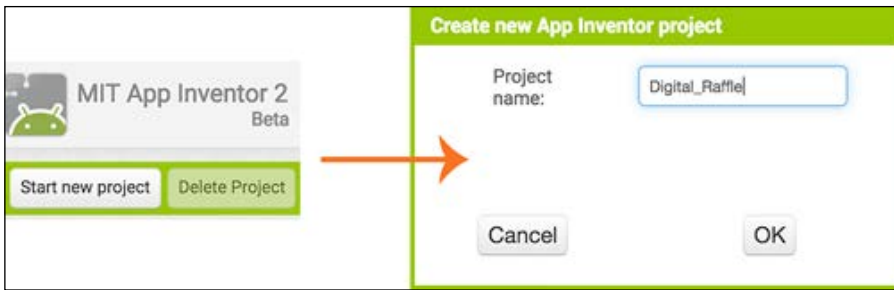 MIT App Inventor 2
Beta
Start new project
Delete Project
Create new App Inventor project
Project
name:
Digital_Raffle
Cancel
OK